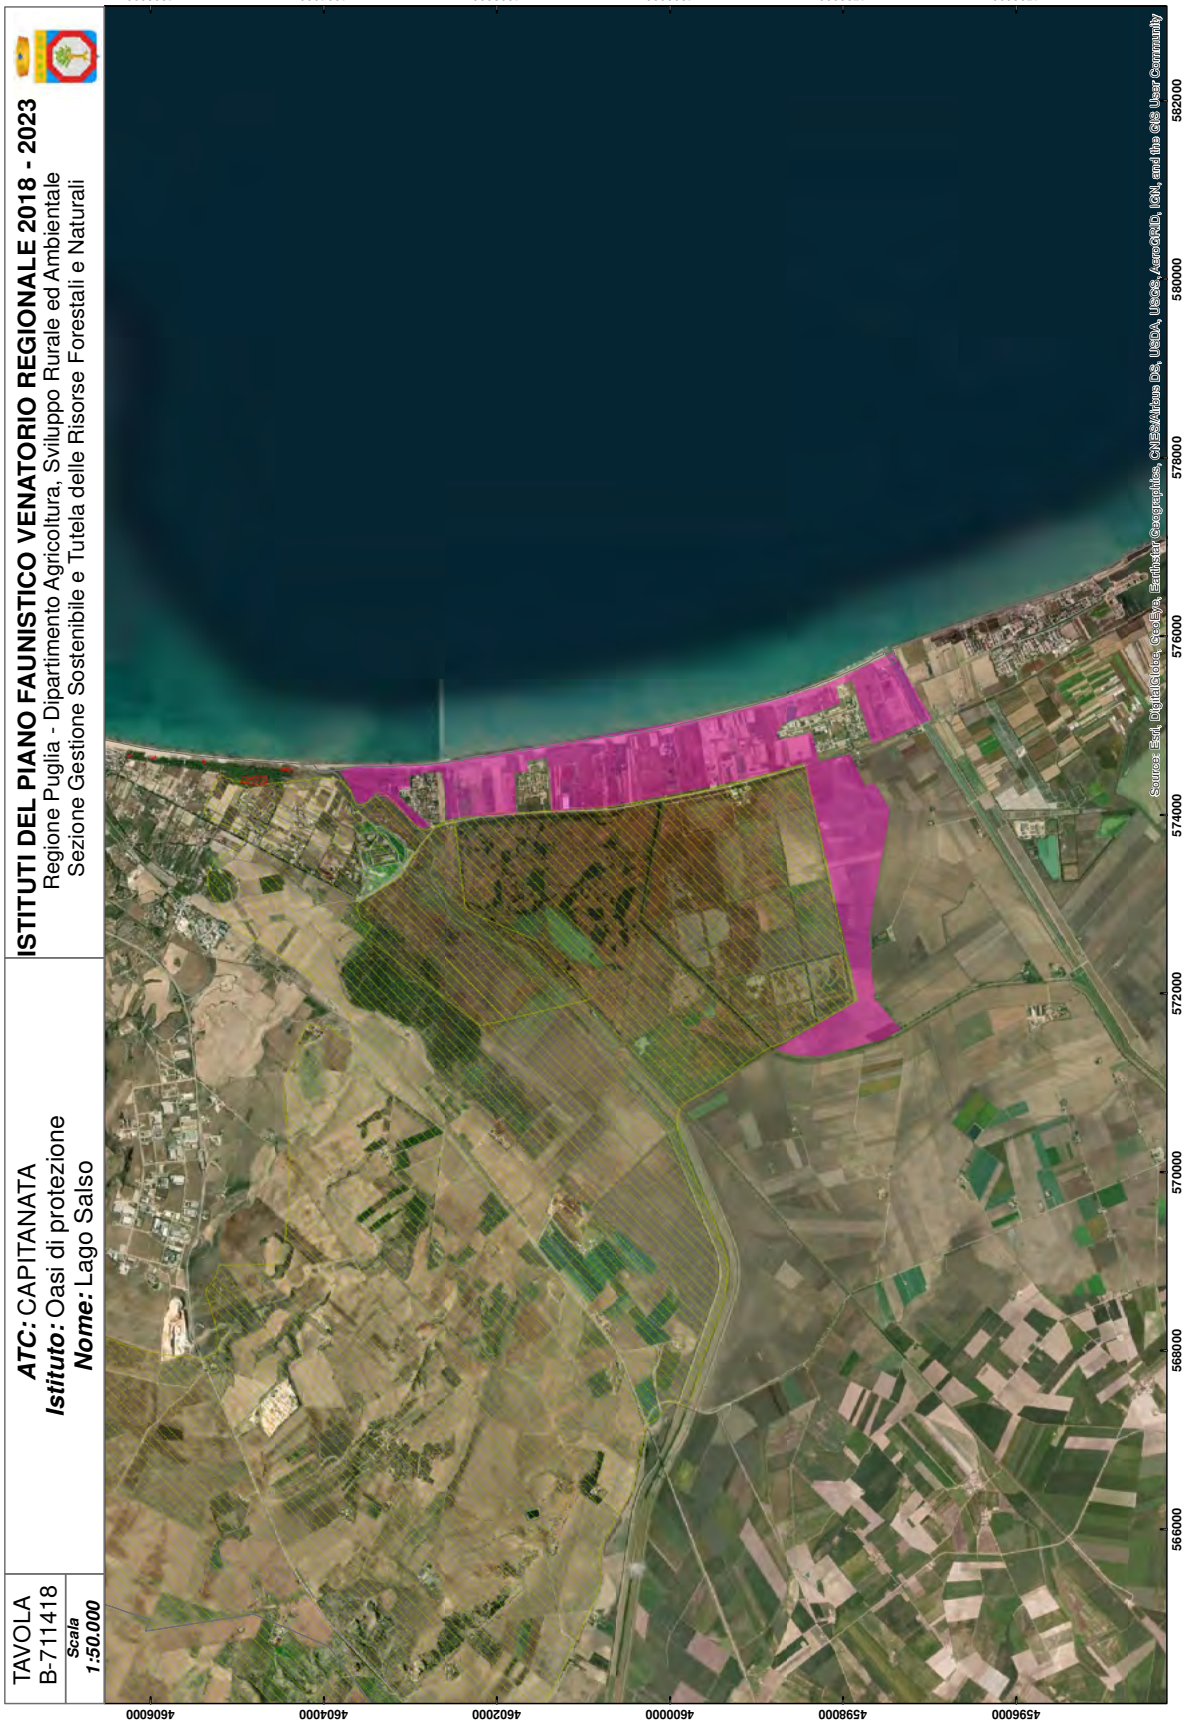 TAVOLA
B-711418
Scala
1:50.000
ATC: CAPITANATA
Istituto: Oasi di protezione
Nome: Lago Salso
ISTITUTI DEL PIANO FAUNISTICO VENATORIO REGIONALE 2018 - 2023
Regione Puglia - Dipartimento Agricoltura, Sviluppo Rurale ed Ambientale
Sezione Gestione Sostenibile e Tutela delle Risorse Forestali e Naturali
4606000
4604000
4602000
4600000
4598000
4596000
566000
568000
570000
572000
574000
576000
578000
580000
582000
Source: Esri, DigitalGlobe, GeoEye, Earthstar Geographics, CNES/Airbus DS, USDA, USGS, AeroGRID, IGN, and the GIS User Community